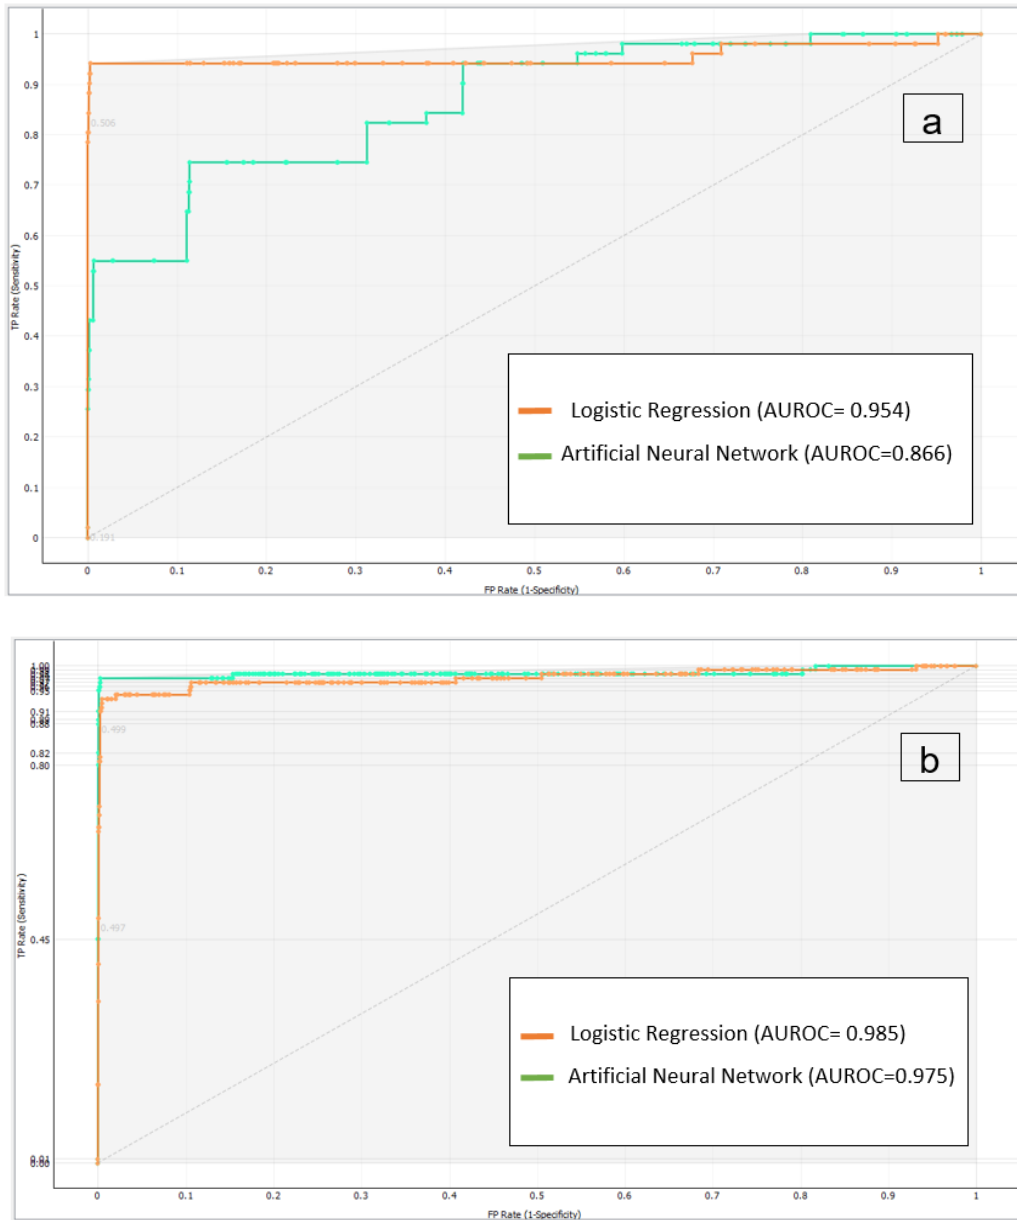 1
0.9
0.8
0.7
0.6
0.5
0.4
0.3
0.2
0.1
0
TP Rate (Sensitivity)
0.506
0.191
a
Logistic Regression (AUROC= 0.954)
Artificial Neural Network (AUROC=0.866)
0 0.1 0.2 0.3 0.4 0.5 0.6 0.7 0.8 0.9 1
FP Rate (1-Specificity)
1.00
0.91
0.88
0.82
0.80
0.45
0.01
0.00
TP Rate (Sensitivity)
0.499
0.497
b
Logistic Regression (AUROC= 0.985)
Artificial Neural Network (AUROC=0.975)
0 0.1 0.2 0.3 0.4 0.5 0.6 0.7 0.8 0.9 1
FP Rate (1-Specificity)